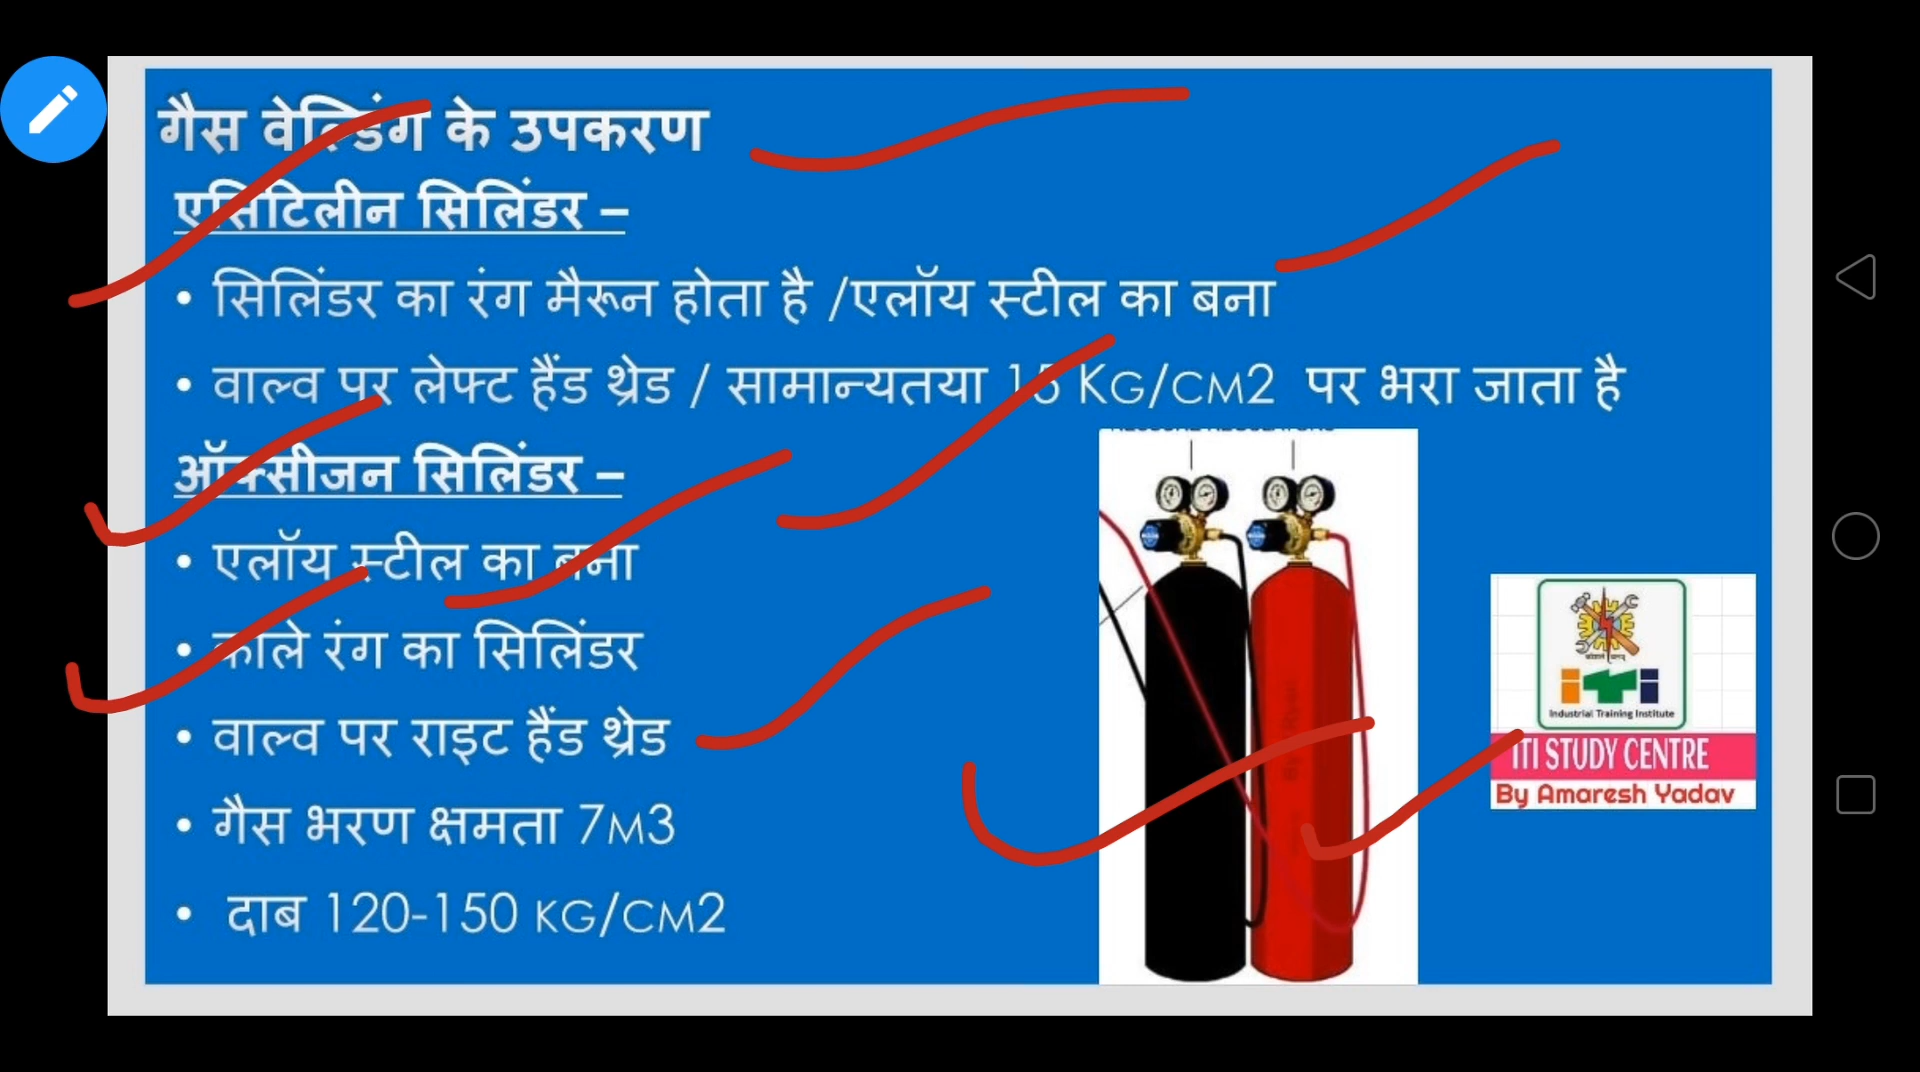 गैस वेल्डिंग के उपकरण
एसिटिलीन सिलिंडर –
• सिलिंडर का रंग मैरून होता है /एलॉय स्टील का बना
• वाल्व पर लेफ्ट हैंड थ्रेड / सामान्यतया 15 KG/CM2 पर भरा जाता है
ऑक्सीजन सिलिंडर –
• एलॉय स्टील का बना
• काले रंग का सिलिंडर
• वाल्व पर राइट हैंड थ्रेड
• गैस भरण क्षमता 7M3
• दाब 120-150 KG/CM2
iTi
Industrial Training Institute
ITI STUDY CENTRE
By Amaresh Yadav